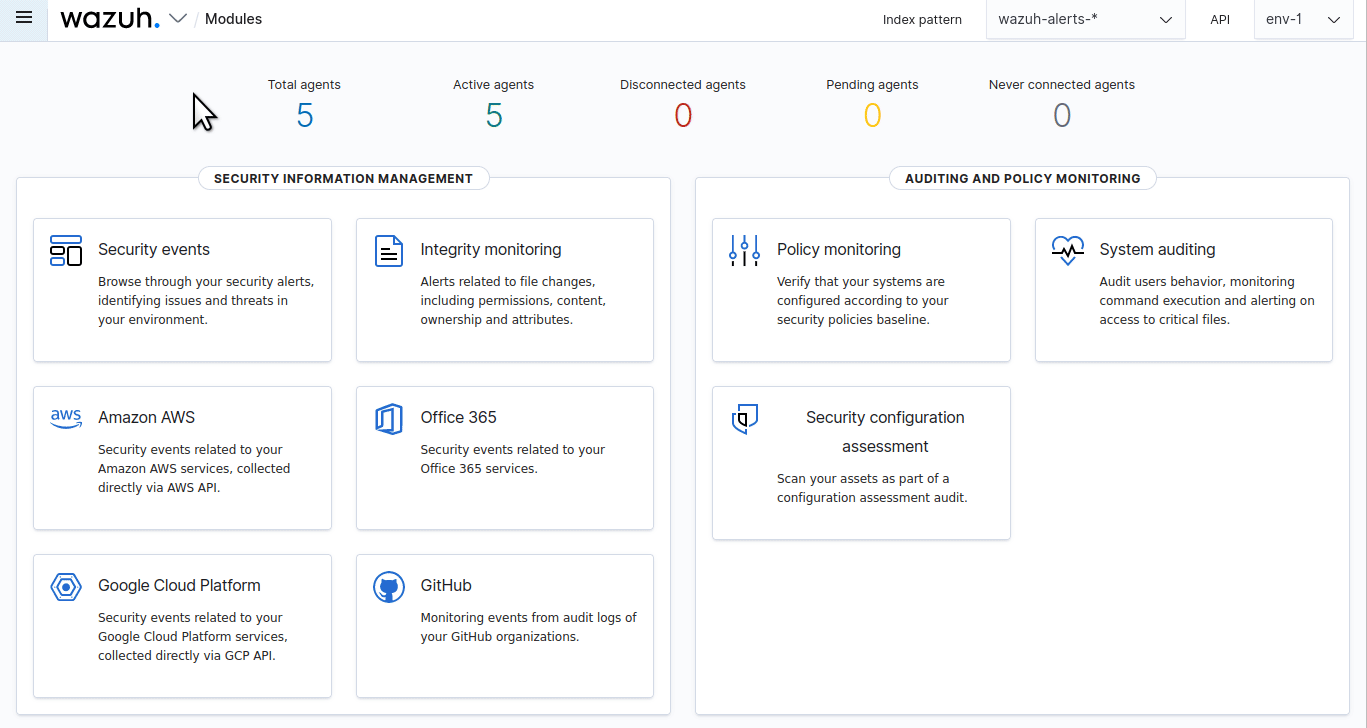 wazuh. / Modules Index pattern wazuh-alerts-* API env-1
Total agents Active agents Disconnected agents Pending agents Never connected agents
5 5 0 0 0
SECURITY INFORMATION MANAGEMENT
Security events
Browse through your security alerts,
identifying issues and threats in
your environment.
Integrity monitoring
Alerts related to file changes,
including permissions, content,
ownership and attributes.
aws
Amazon AWS
Security events related to your
Amazon AWS services, collected
directly via AWS API.
Office 365
Security events related to your
Office 365 services.
Google Cloud Platform
Security events related to your
Google Cloud Platform services,
collected directly via GCP API.
GitHub
Monitoring events from audit logs of
your GitHub organizations.
AUDITING AND POLICY MONITORING
Policy monitoring
Verify that your systems are
configured according to your
security policies baseline.
System auditing
Audit users behavior, monitoring
command execution and alerting on
access to critical files.
Security configuration
assessment
Scan your assets as part of a
configuration assessment audit.